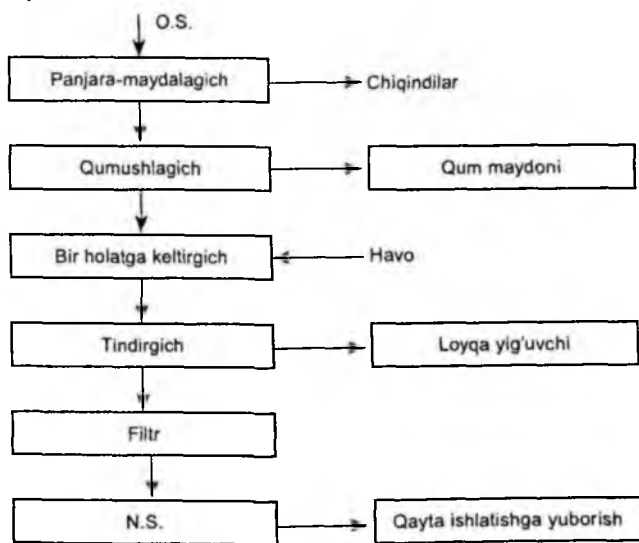 O.S.
Panjara-maydalagich
Chiqindilar
Qumushlagich
Qum maydoni
Bir holatga keltirgich
Havo
Tindirgich
Loyqa yig'uvchi
Filtr
N.S.
Qayta ishlatishga yuborish